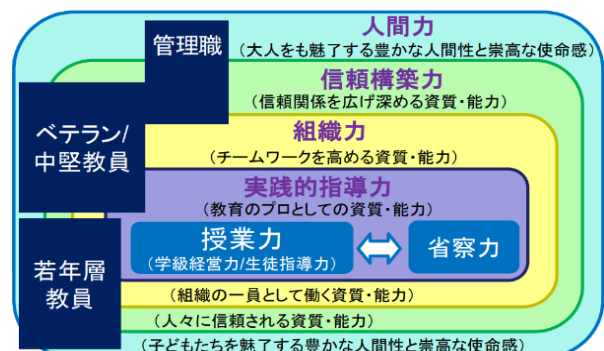 人間力
管理職
(大人をも魅了する豊かな人間性と崇高な使命感)
信頼構築力
(信頼関係を広げ深める資質・能力)
ベテラン/
中堅教員
組織力
(チームワークを高める資質・能力)
実践的指導力
(教育のプロとしての資質・能力)
授業力
(学級経営力/生徒指導力)
省察力
若年層
教員
(組織の一員として働く資質・能力)
(人々に信頼される資質・能力)
(子どもたちを魅了する豊かな人間性と崇高な使命感)